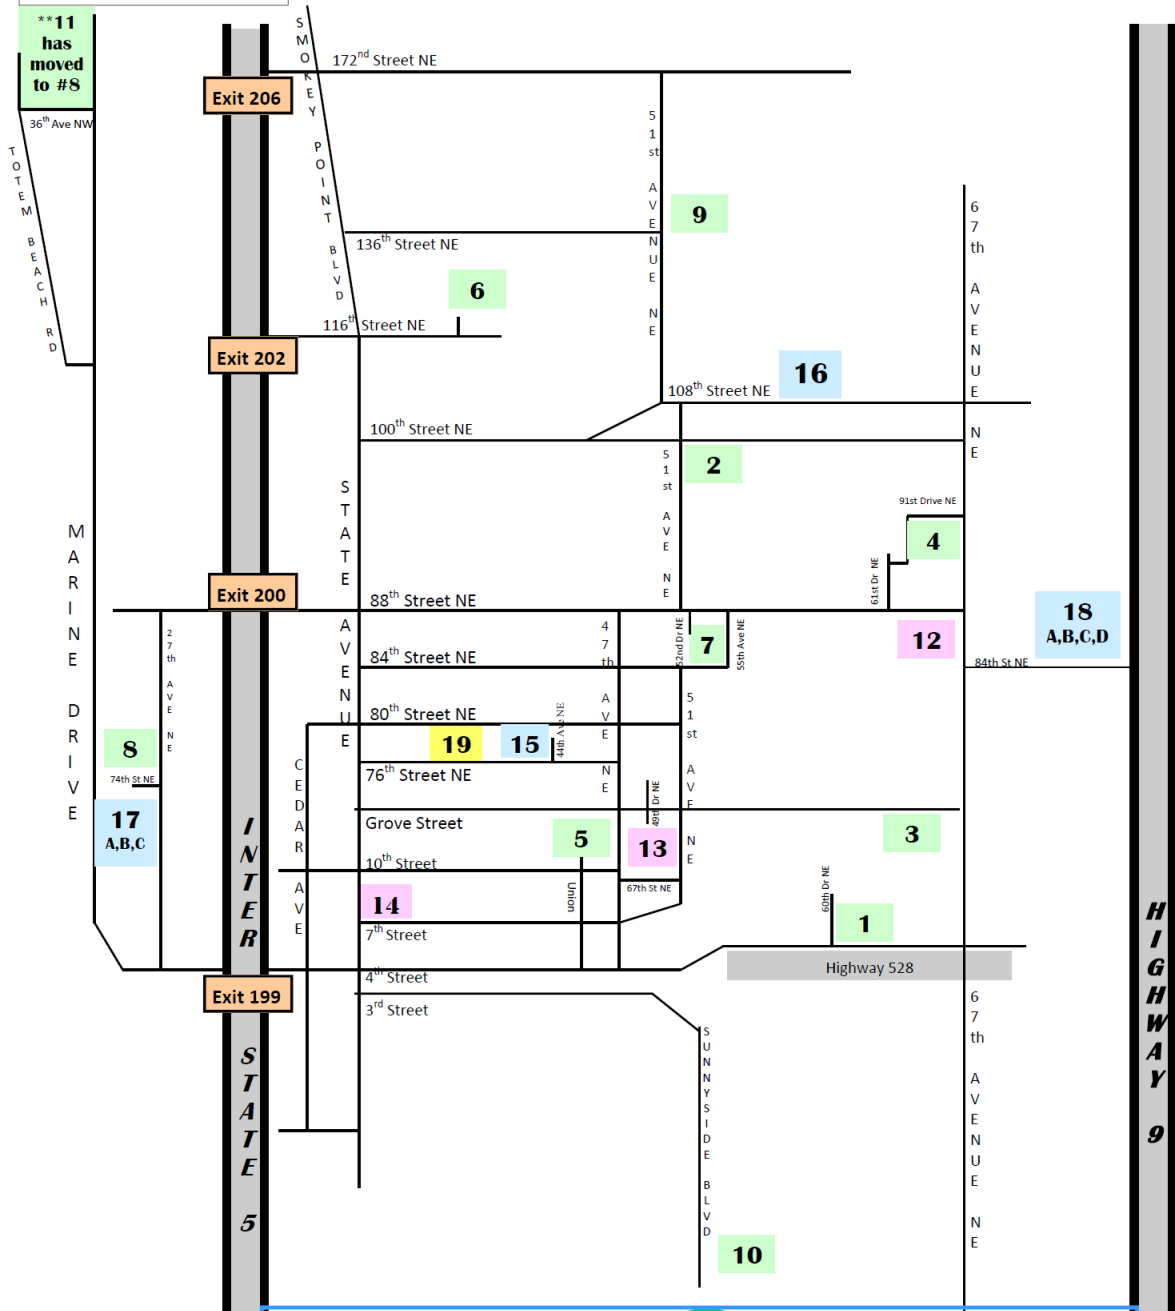 **11
has
moved
to #8
SMOKEY POINT BLVD
172nd Street NE
Exit 206
36th Ave NW
TOTEM BEACH RD
51st AVENUE NE
9
67th AVENUE NE
136th Street NE
6
116th Street NE
Exit 202
16
108th Street NE
100th Street NE
2
51st AVE NE
STATE AVENUE
91st Drive NE
4
61st Dr NE
MARINE DRIVE
Exit 200
88th Street NE
18
A,B,C,D
27th AVE NE
47th AVE NE
52nd Dr NE
7
55th Ave NE
12
84th Street NE
84th St NE
80th Street NE
51st AVE NE
44th Ave NE
19
15
8
CEDAR AVE
76th Street NE
74th St NE
49th Dr NE
17
A,B,C
INTERSTATE 5
Grove Street
5
13
3
10th Street
67th St NE
Union
60th Dr NE
14
1
7th Street
HIGHWAY 9
Highway 528
4th Street
Exit 199
3rd Street
67th AVENUE NE
SUNNYSIDE BLVD
10